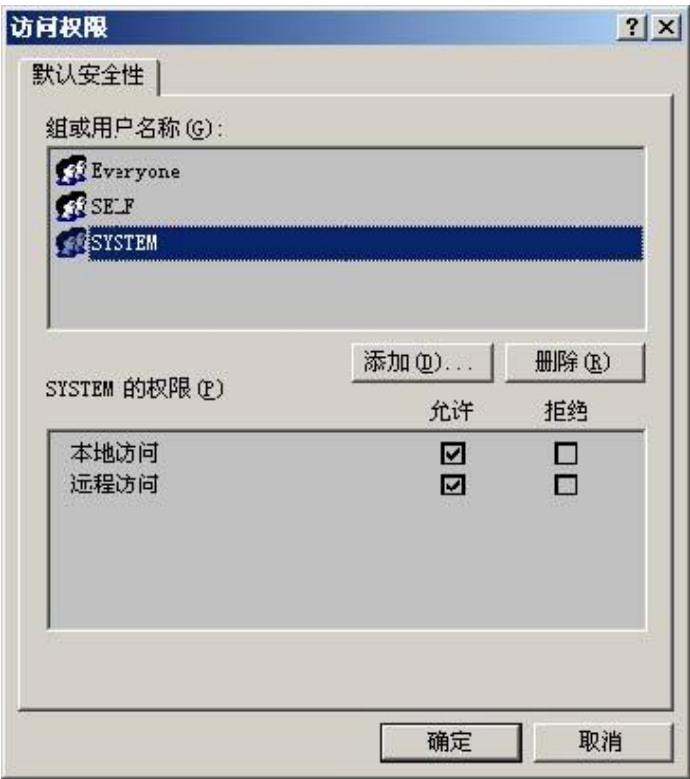 访问权限
默认安全性
组或用户名称(G):
Everyone
SELF
SYSTEM
添加(D)... 删除(R)
SYSTEM 的权限(P)
允许 拒绝
本地访问
远程访问
确定 取消